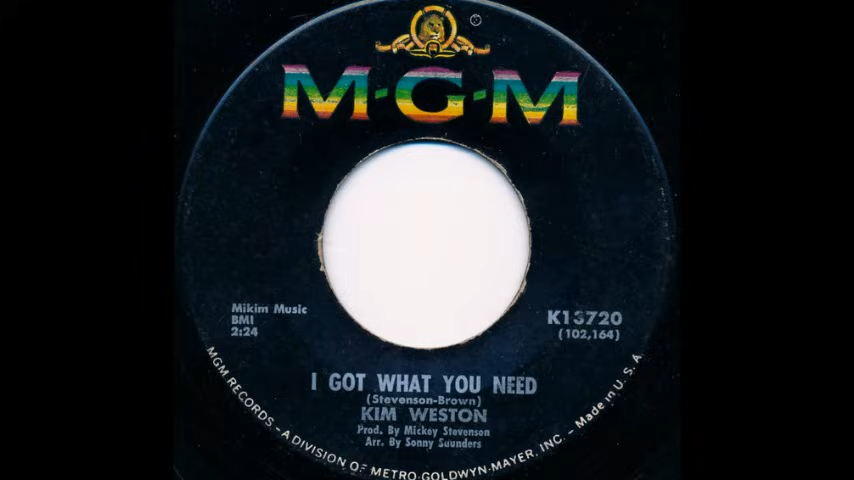 M·G·M
Mikim Music
BMI
2:24
K13720
(102,164)
I GOT WHAT YOU NEED
(Stevenson-Brown)
KIM WESTON
Prod. By Mickey Stevenson
Arr. By Sonny Saunders
MGM RECORDS – A DIVISION OF METRO-GOLDWYN-MAYER, INC. – Made in U.S.A.